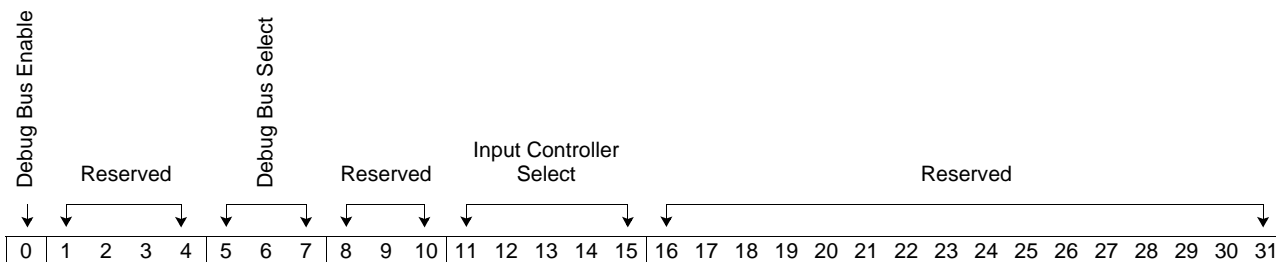 Debug Bus Enable
Reserved
Debug Bus Select
Reserved
Input Controller
Select
Reserved
0 1 2 3 4 5 6 7 8 9 10 11 12 13 14 15 16 17 18 19 20 21 22 23 24 25 26 27 28 29 30 31